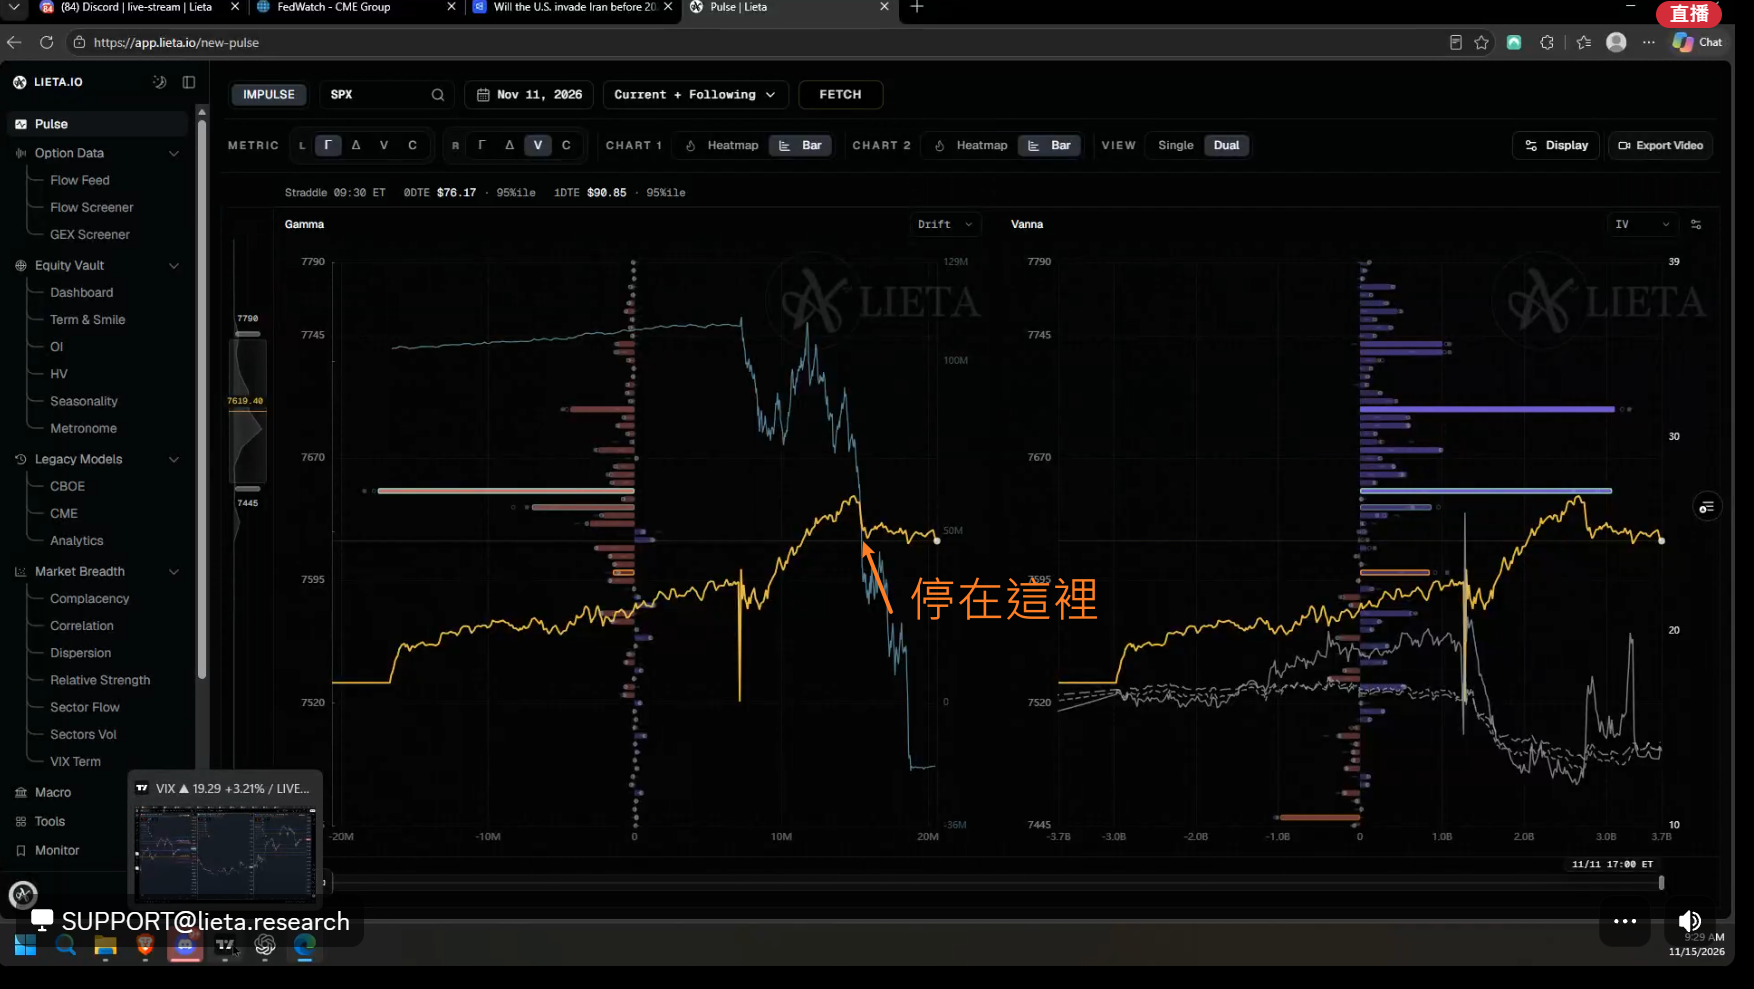 (84) Discord | live-stream | Lieta
FedWatch - CME Group
Will the U.S. invade Iran before 20
Pulse | Lieta
直播
https://app.lieta.io/new-pulse
Chat
LIETA.IO
IMPULSE
SPX
Nov 11, 2026
Current + Following
FETCH
METRIC
L
Γ
Δ
V
C
R
Γ
Δ
V
C
CHART 1
Heatmap
Bar
CHART 2
Heatmap
Bar
VIEW
Single
Dual
Display
Export Video
Straddle 09:30 ET 0DTE $76.17 · 95%ile 1DTE $90.85 · 95%ile
Pulse
Option Data
Flow Feed
Flow Screener
GEX Screener
Equity Vault
Dashboard
Term & Smile
OI
HV
Seasonality
Metronome
Legacy Models
CBOE
CME
Analytics
Market Breadth
Complacency
Correlation
Dispersion
Relative Strength
Sector Flow
Sectors Vol
VIX Term
Macro
Tools
Monitor
7790
7619.40
7445
Gamma
Drift
LIETA
7790
7745
7670
7520
129M
100M
50M
0
-36M
-20M
-10M
0
10M
20M
停在這裡
Vanna
IV
LIETA
7790
7745
7670
7595
7520
7445
39
30
20
10
-3.7B
-3.0B
-2.0B
-1.0B
0
1.0B
2.0B
3.0B
3.7B
7595
11/11 17:00 ET
VIX ▲ 19.29 +3.21% / LIVE...
SUPPORT@lieta.research
9:29 AM
11/15/2026